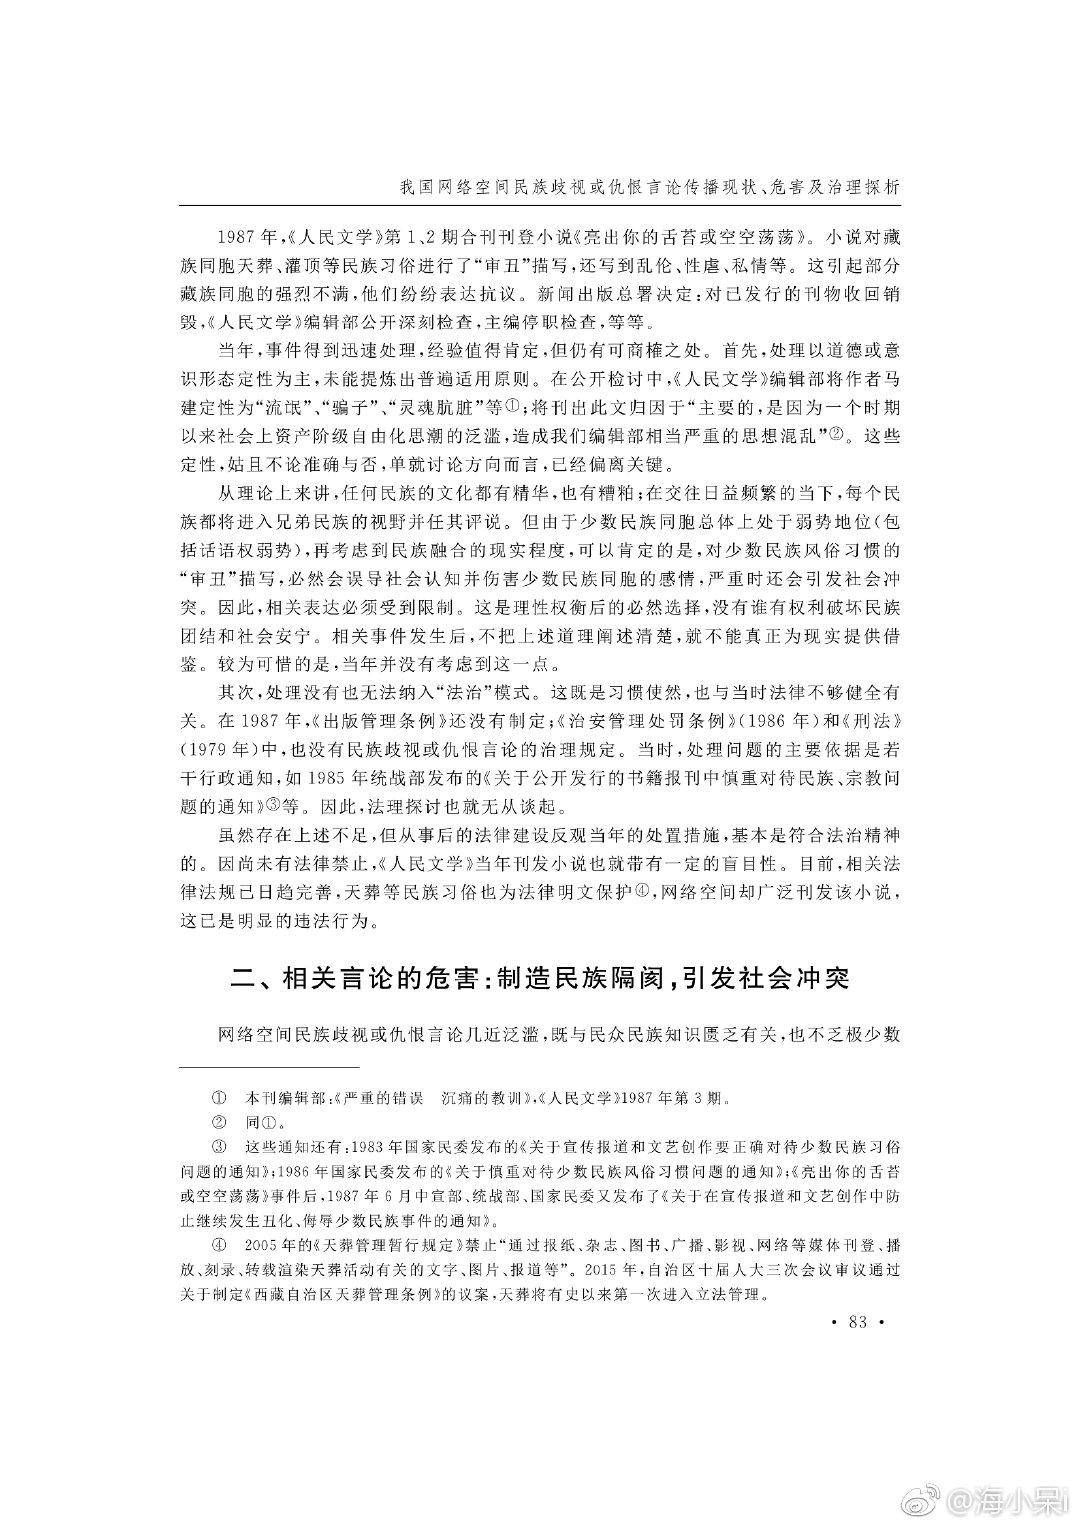 我国网络空间民族歧视或仇恨言论传播现状、危害及治理探析
1987年,《人民文学》第1、2期合刊刊登小说《亮出你的舌苔或空空荡荡》。小说对藏
族同胞天葬、灌顶等民族习俗进行了“审丑”描写,还写到乱伦、性虐、私情等。这引起部分
藏族同胞的强烈不满,他们纷纷表达抗议。新闻出版总署决定:对已发行的刊物收回销
毁,《人民文学》编辑部公开深刻检查,主编停职检查,等等。
当年,事件得到迅速处理,经验值得肯定,但仍有可商榷之处。首先,处理以道德或意
识形态定性为主,未能提炼出普遍适用原则。在公开检讨中,《人民文学》编辑部将作者马
建定性为“流氓”、“骗子”、“灵魂肮脏”等①;将刊出此文归因于“主要的,是因为一个时期
以来社会上资产阶级自由化思潮的泛滥,造成我们编辑部相当严重的思想混乱”②。这些
定性,姑且不论准确与否,单就讨论方向而言,已经偏离关键。
从理论上来讲,任何民族的文化都有精华,也有糟粕;在交往日益频繁的当下,每个民
族都将进入兄弟民族的视野并任其评说。但由于少数民族同胞总体上处于弱势地位(包
括话语权弱势),再考虑到民族融合的现实程度,可以肯定的是,对少数民族风俗习惯的
“审丑”描写,必然会误导社会认知并伤害少数民族同胞的感情,严重时还会引发社会冲
突。因此,相关表达必须受到限制。这是理性权衡后的必然选择,没有谁有权利破坏民族
团结和社会安宁。相关事件发生后,不把上述道理阐述清楚,就不能真正为现实提供借
鉴。较为可惜的是,当年并没有考虑到这一点。
其次,处理没有也无法纳入“法治”模式。这既是习惯使然,也与当时法律不够健全有
关。在1987年,《出版管理条例》还没有制定;《治安管理处罚条例》(1986年)和《刑法》
(1979年)中,也没有民族歧视或仇恨言论的治理规定。当时,处理问题的主要依据是若
干行政通知,如1985年统战部发布的《关于公开发行的书籍报刊中慎重对待民族、宗教问
题的通知》③等。因此,法理探讨也就无从谈起。
虽然存在上述不足,但从事后的法律建设反观当年的处置措施,基本是符合法治精神
的。因尚未有法律禁止,《人民文学》当年刊发小说也就带有一定的盲目性。目前,相关法
律法规已日趋完善,天葬等民族习俗也为法律明文保护④,网络空间却广泛刊发该小说,
这已是明显的违法行为。
二、相关言论的危害:制造民族隔阂,引发社会冲突
网络空间民族歧视或仇恨言论几近泛滥,既与民众民族知识匮乏有关,也不乏极少数
① 本刊编辑部:《严重的错误 沉痛的教训》,《人民文学》1987年第3期。
② 同①。
③ 这些通知还有:1983年国家民委发布的《关于宣传报道和文艺创作要正确对待少数民族习俗
问题的通知》;1986年国家民委发布的《关于慎重对待少数民族风俗习惯问题的通知》;《亮出你的舌苔
或空空荡荡》事件后,1987年6月中宣部、统战部、国家民委又发布了《关于在宣传报道和文艺创作中防
止继续发生丑化、侮辱少数民族事件的通知》。
④ 2005年的《天葬管理暂行规定》禁止“通过报纸、杂志、图书、广播、影视、网络等媒体刊登、播
放、刻录、转载渲染天葬活动有关的文字、图片、报道等”。2015年,自治区十届人大三次会议审议通过
关于制定《西藏自治区天葬管理条例》的议案,天葬将有史以来第一次进入立法管理。
• 83 •
@海小呆i